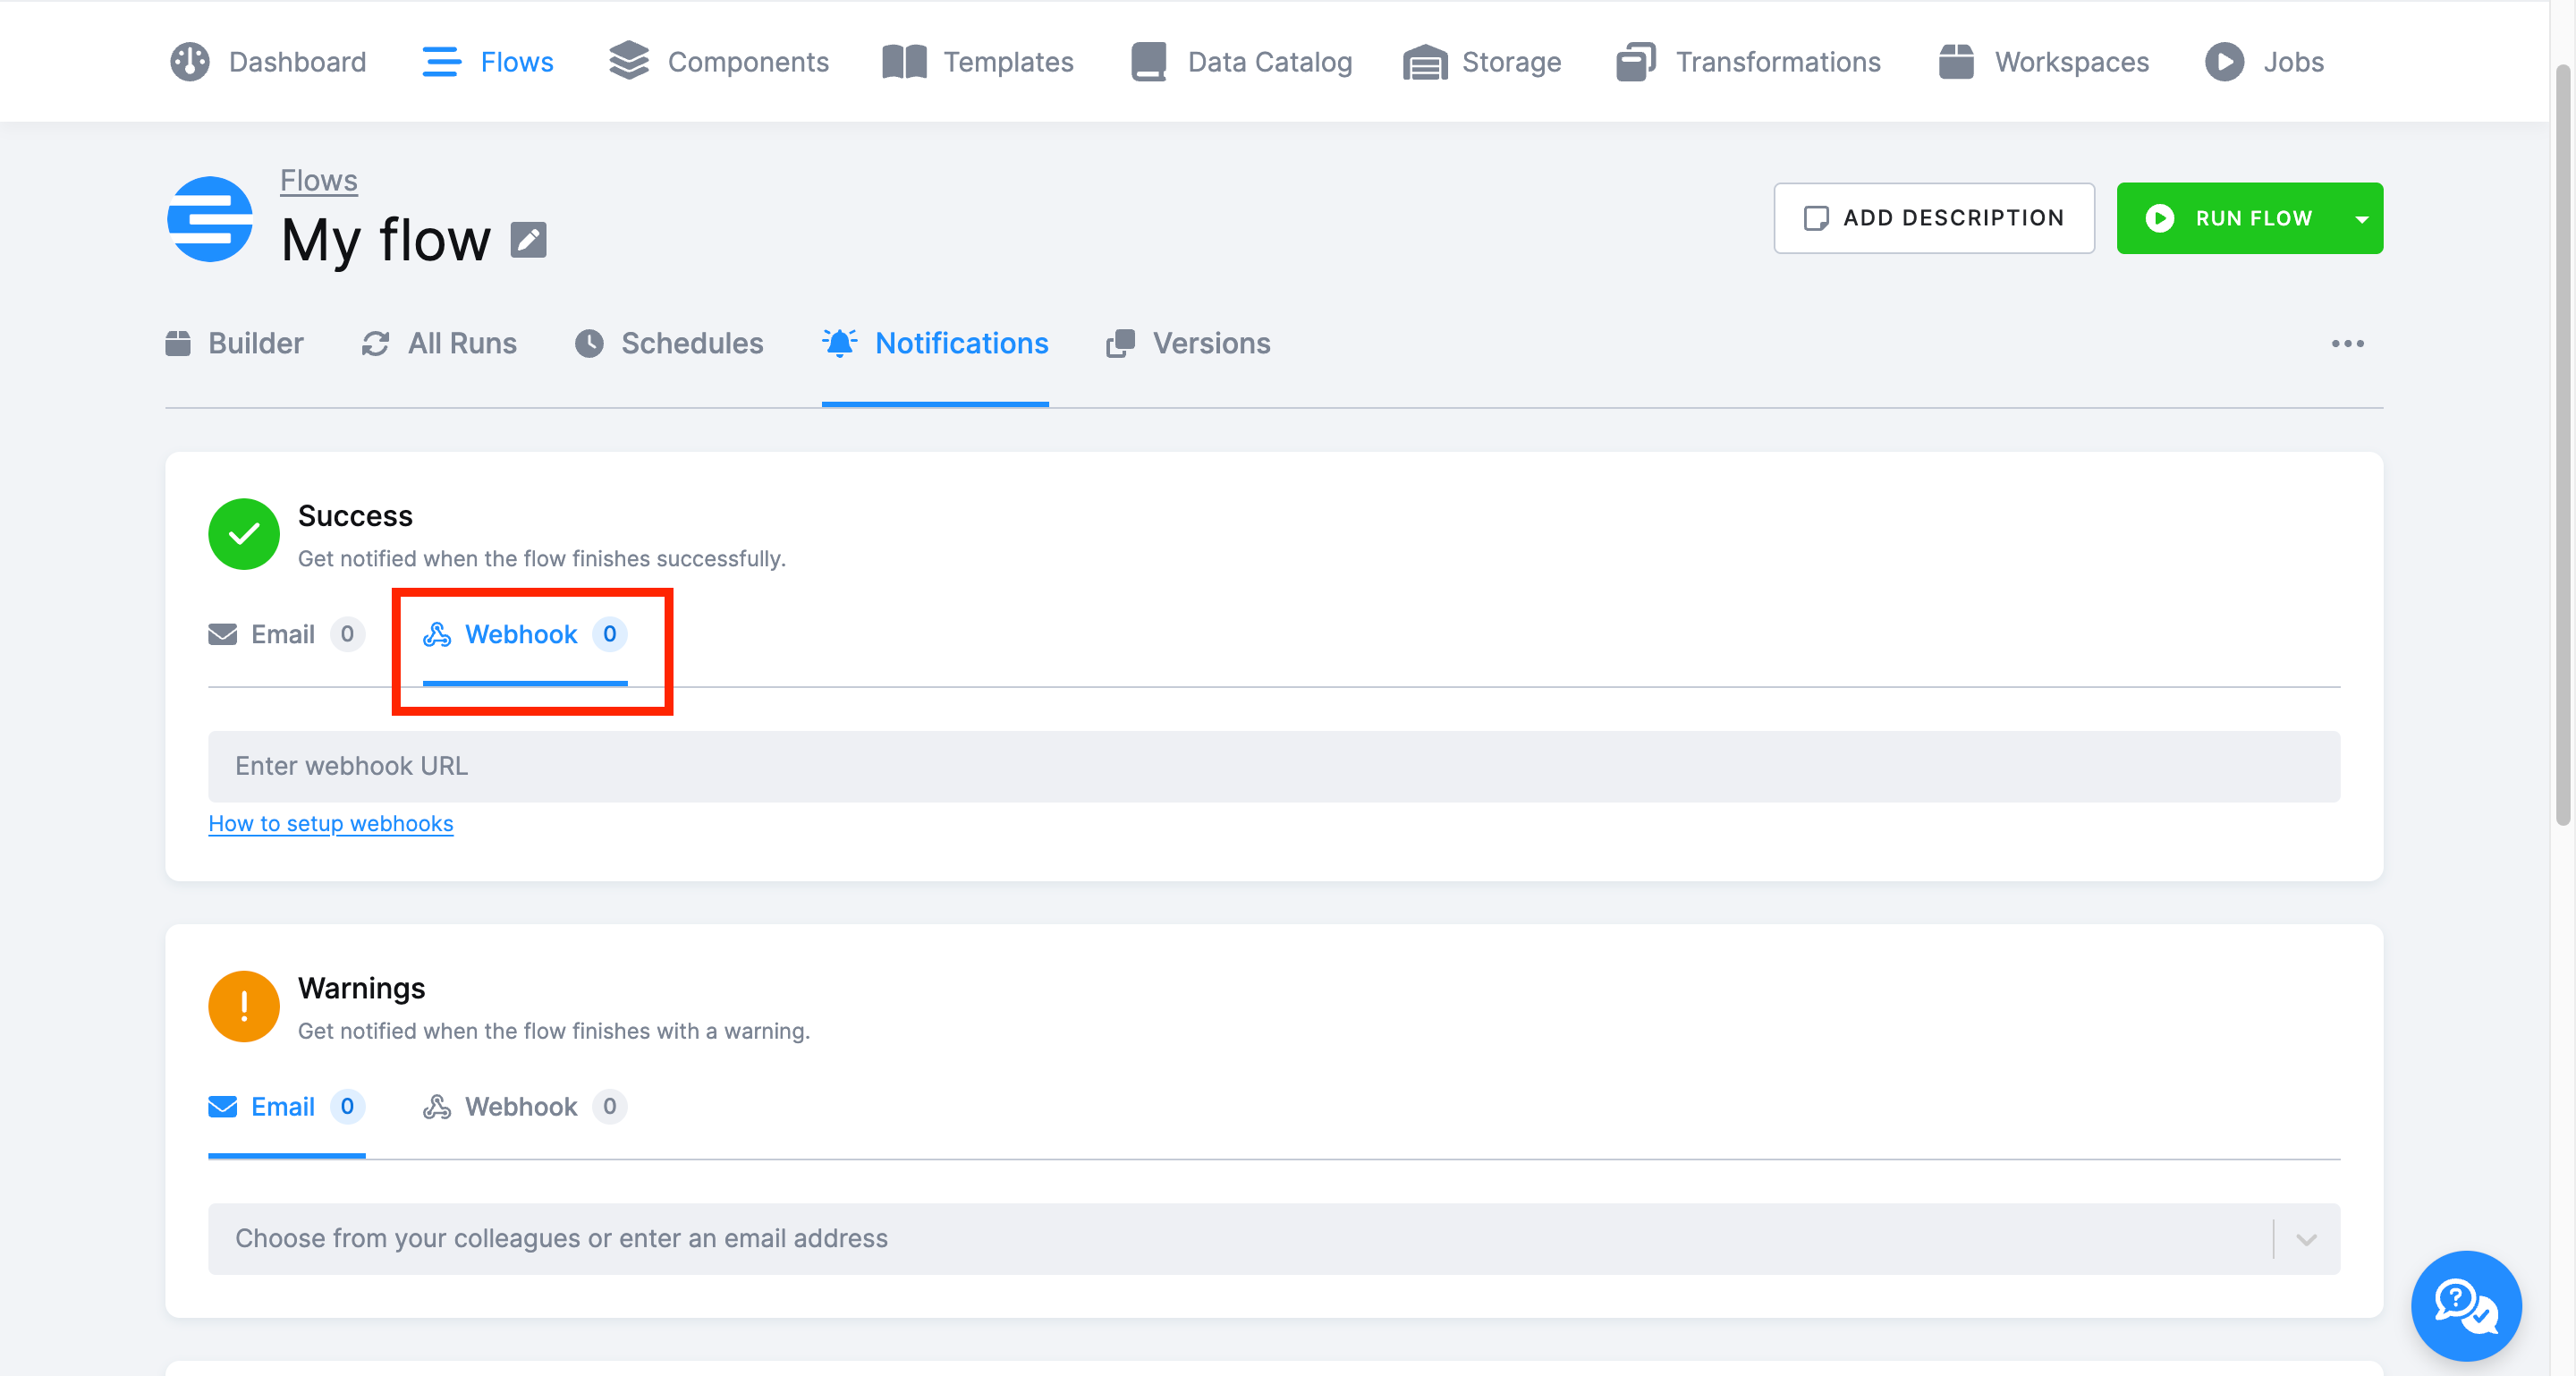 Dashboard Flows Components Templates Data Catalog Storage Transformations Workspaces Jobs
Flows
My flow
ADD DESCRIPTION RUN FLOW
Builder All Runs Schedules Notifications Versions
Success
Get notified when the flow finishes successfully.
Email 0 Webhook 0
Enter webhook URL
How to setup webhooks
Warnings
Get notified when the flow finishes with a warning.
Email 0 Webhook 0
Choose from your colleagues or enter an email address